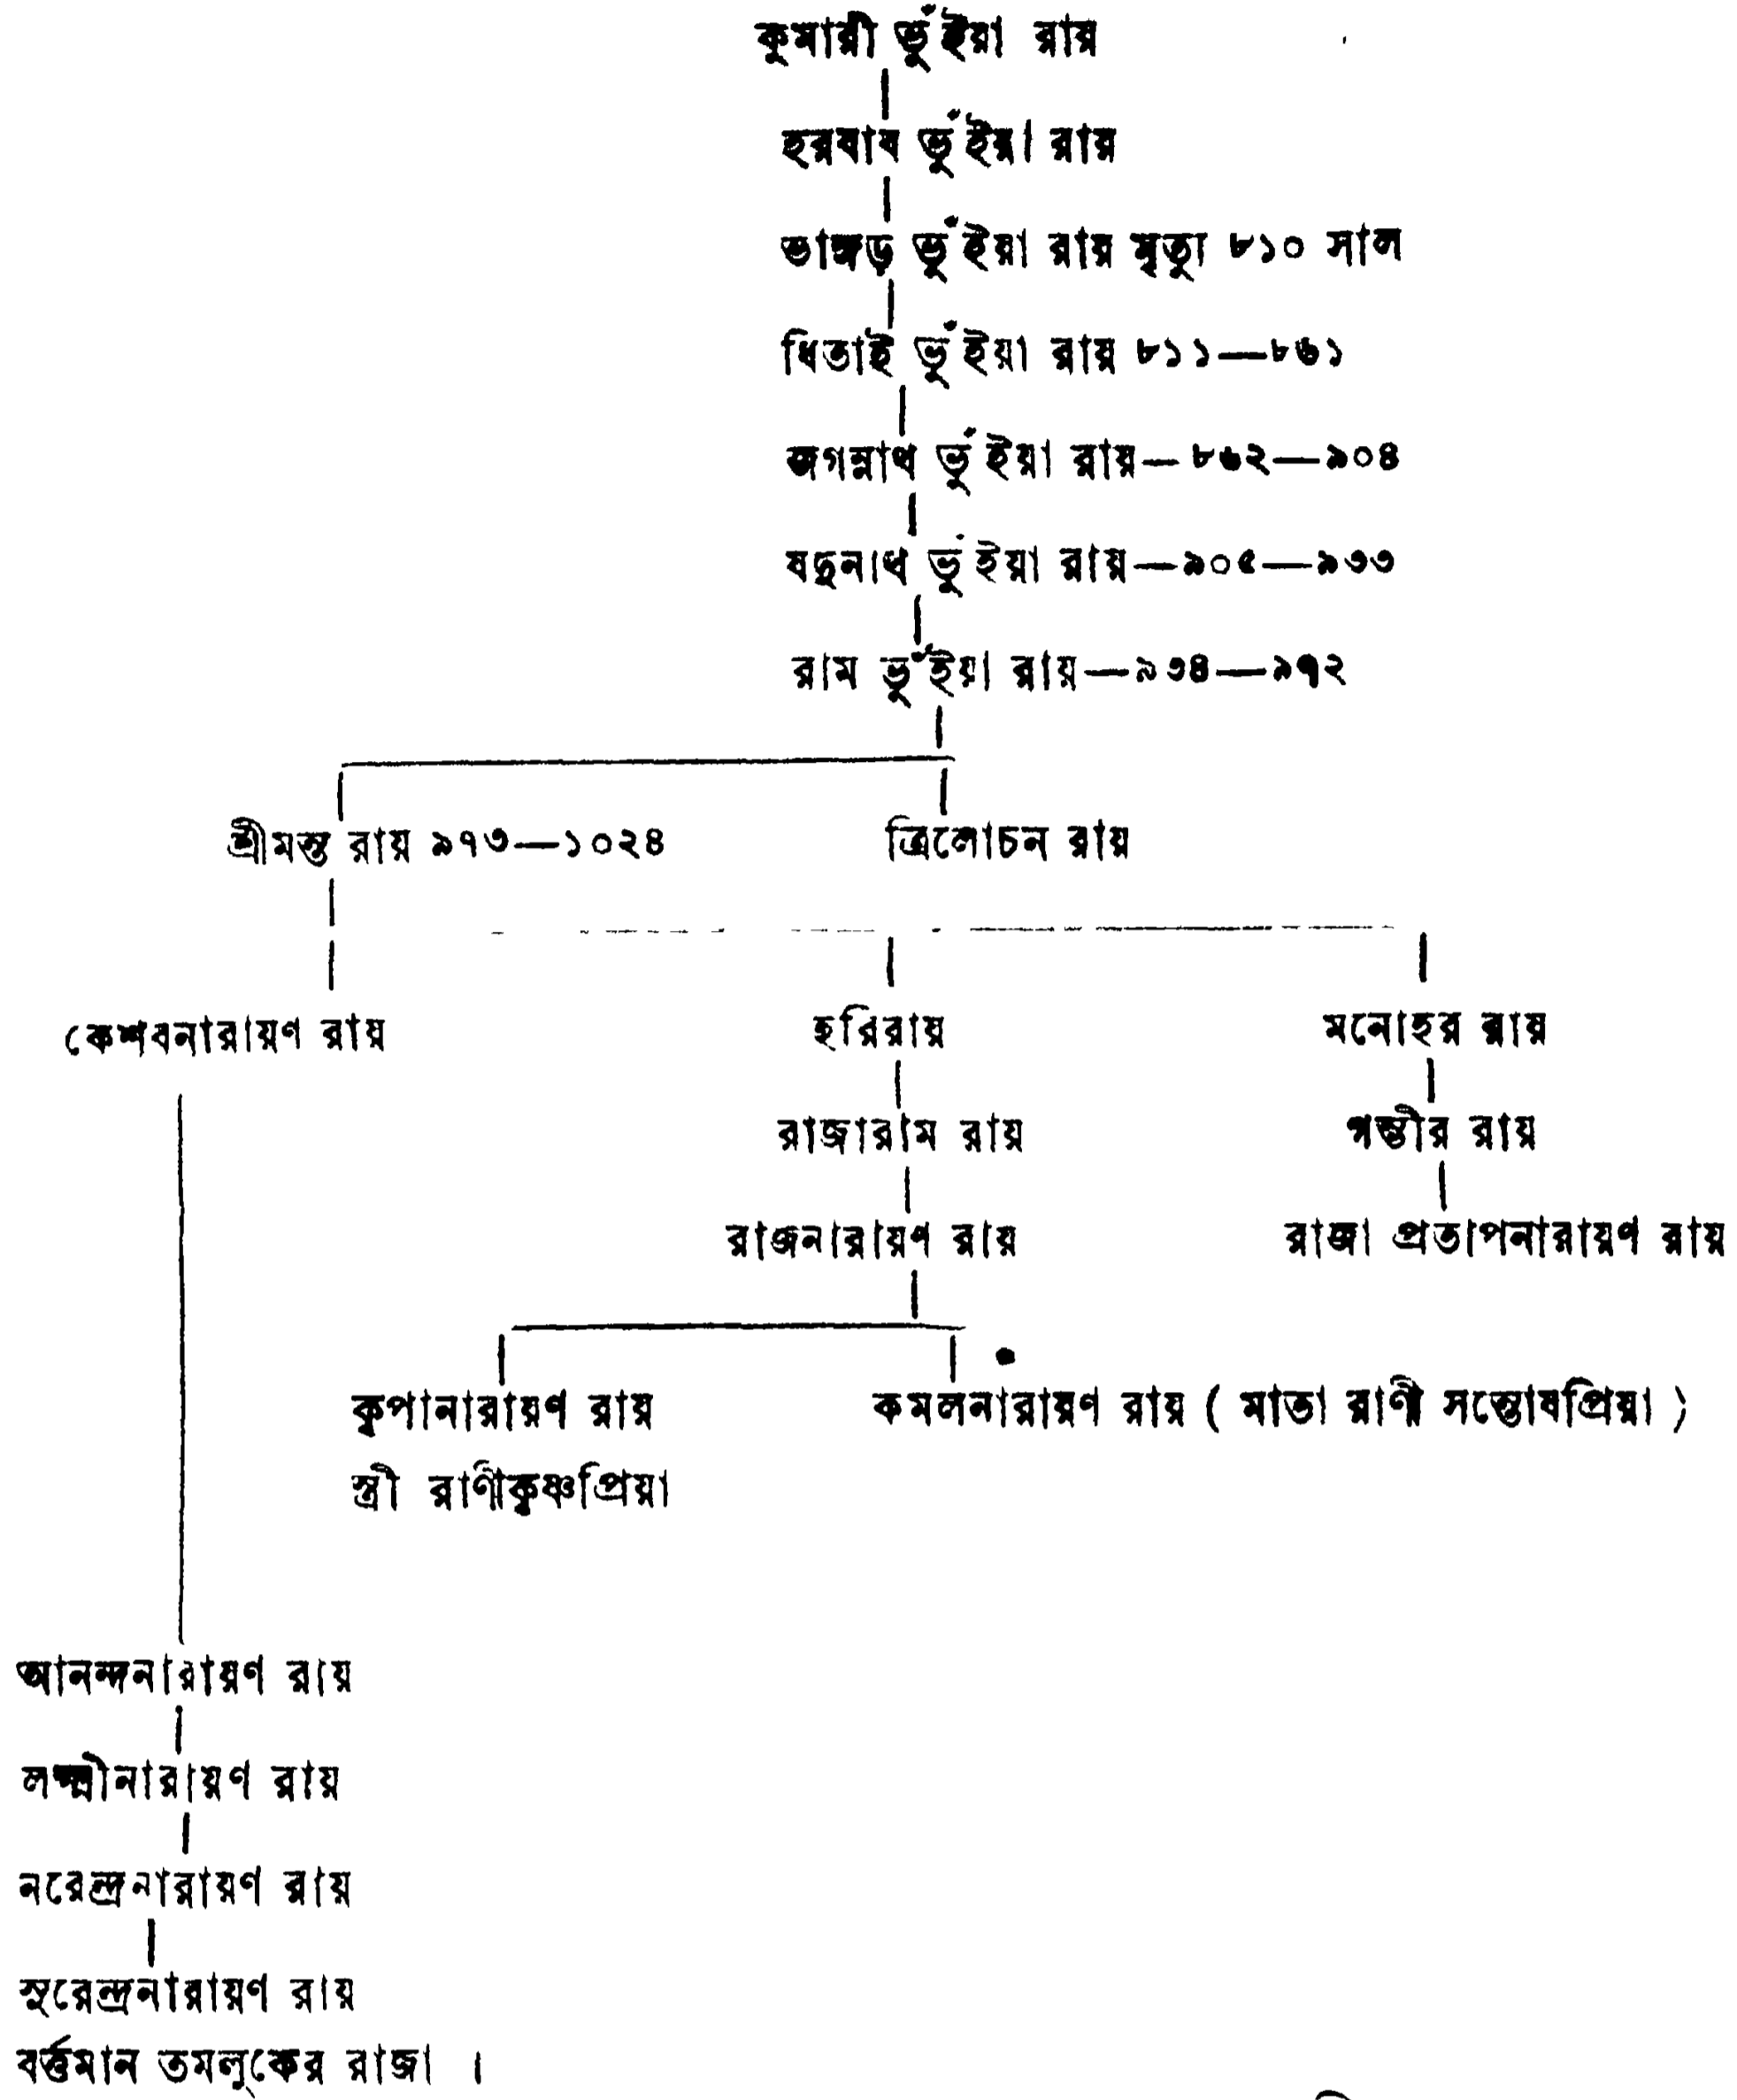 কুমারী ভুঁইয়া রায়
হরবাষ ভুঁইয়া রায়
ভাঙ্গড় ভুঁইয়া রায় মৃত্যু ৮১০ সাল
ধিতাই ভুঁইয়া রায় ৮১১—৮৬১
জগন্নাথ ভুঁইয়া রায়—৮৬২—৯০৪
যদুনাথ ভুঁইয়া রায়—৯০৫—৯৩৩
রাম ভুঁইয়া রায়—৯৩৪—৯৭২
শ্রীমন্ত রায় ৯৭৩—১০২৪ ত্রিলোচন রায়
কেশবনারায়ণ রায় হরিরায় মনোহর রায়
রাজারাম রায় গম্ভীর রায়
রাজনারায়ণ রায় রাজা প্রতাপনারায়ণ রায়
কৃপানারায়ণ রায় কমলনারায়ণ রায় ( মাতা রাণী সন্তোষপ্রিয়া )
স্ত্রী রাণীকৃষ্ণপ্রিয়া
আনন্দনারায়ণ রায়
লক্ষ্মীনারায়ণ রায়
নরেন্দ্রনারায়ণ রায়
সুরেন্দ্রনারায়ণ রায়
বর্ত্তমান তমলুকের রাজা ।